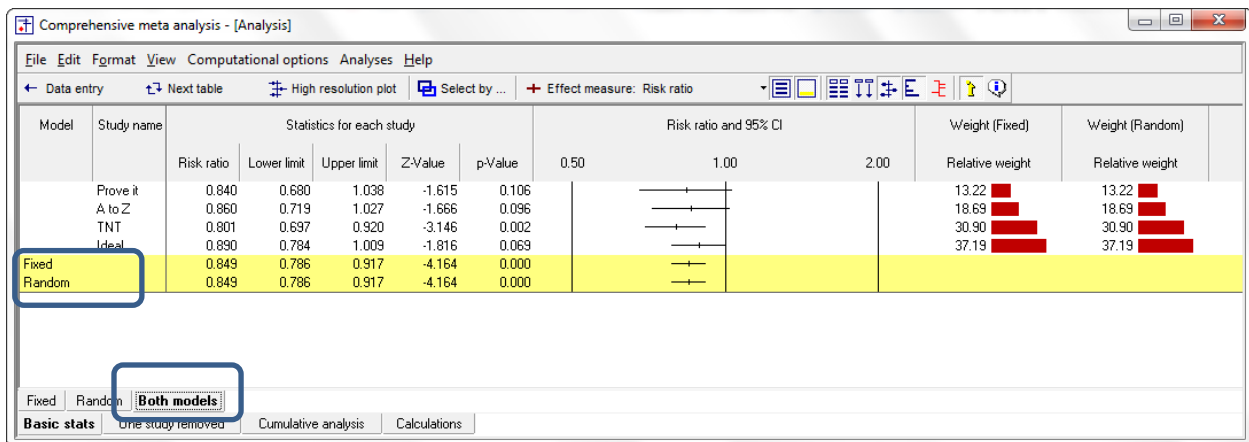 Comprehensive meta analysis - [Analysis]
File Edit Format View Computational options Analyses Help
← Data entry Next table High resolution plot Select by ... + Effect measure: Risk ratio
Model Study name Statistics for each study Risk ratio and 95% CI Weight (Fixed) Weight (Random)
Risk ratio Lower limit Upper limit Z-Value p-Value 0.50 1.00 2.00 Relative weight Relative weight
Prove it 0.840 0.680 1.038 -1.615 0.106 13.22 13.22
A to Z 0.860 0.719 1.027 -1.666 0.096 18.69 18.69
TNT 0.801 0.697 0.920 -3.146 0.002 30.90 30.90
Ideal 0.890 0.784 1.009 -1.816 0.069 37.19 37.19
Fixed 0.849 0.786 0.917 -4.164 0.000
Random 0.849 0.786 0.917 -4.164 0.000
Fixed Random Both models
Basic stats One study removed Cumulative analysis Calculations